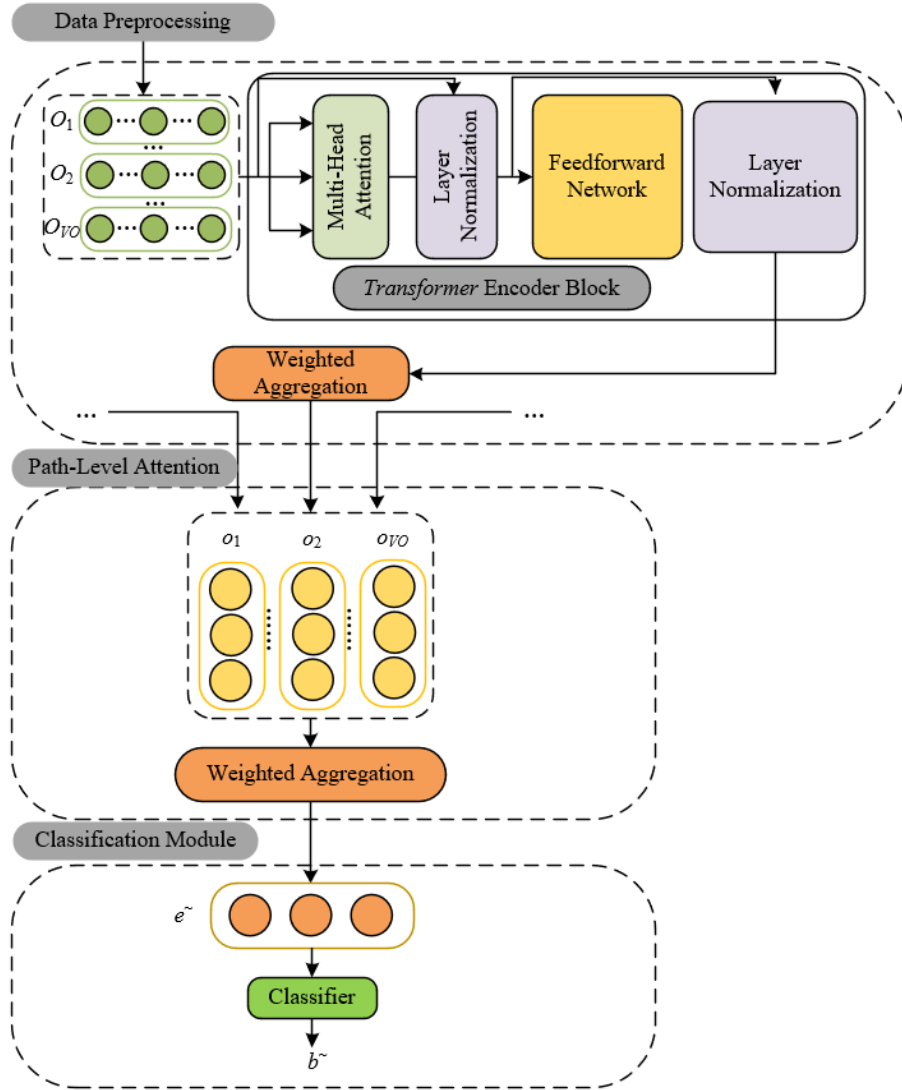 Data Preprocessing
O1
...
...
...
O2
...
...
...
OVO
...
...
Multi-Head
Attention
Layer
Normalization
Feedforward
Network
Layer
Normalization
Transformer Encoder Block
Weighted
Aggregation
...
...
Path-Level Attention
o1
o2
oVO
Weighted Aggregation
Classification Module
e~
Classifier
b~